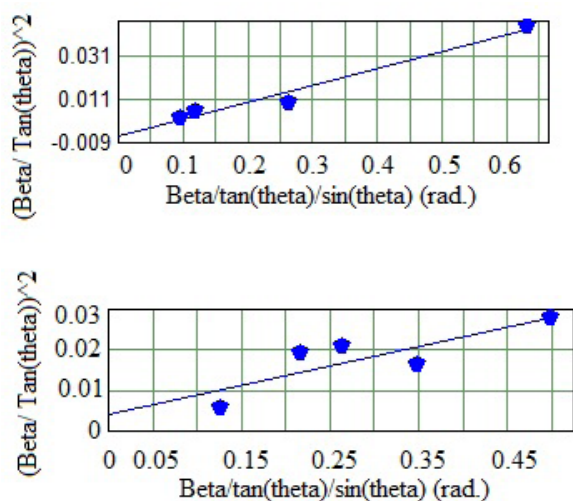 (Beta/ Tan(theta))^2
0.031
0.011
-0.009
0 0.1 0.2 0.3 0.4 0.5 0.6
Beta/tan(theta)/sin(theta) (rad.)
(Beta/ Tan(theta))^2
0.03
0.02
0.01
0
0 0.05 0.15 0.25 0.35 0.45
Beta/tan(theta)/sin(theta) (rad.)